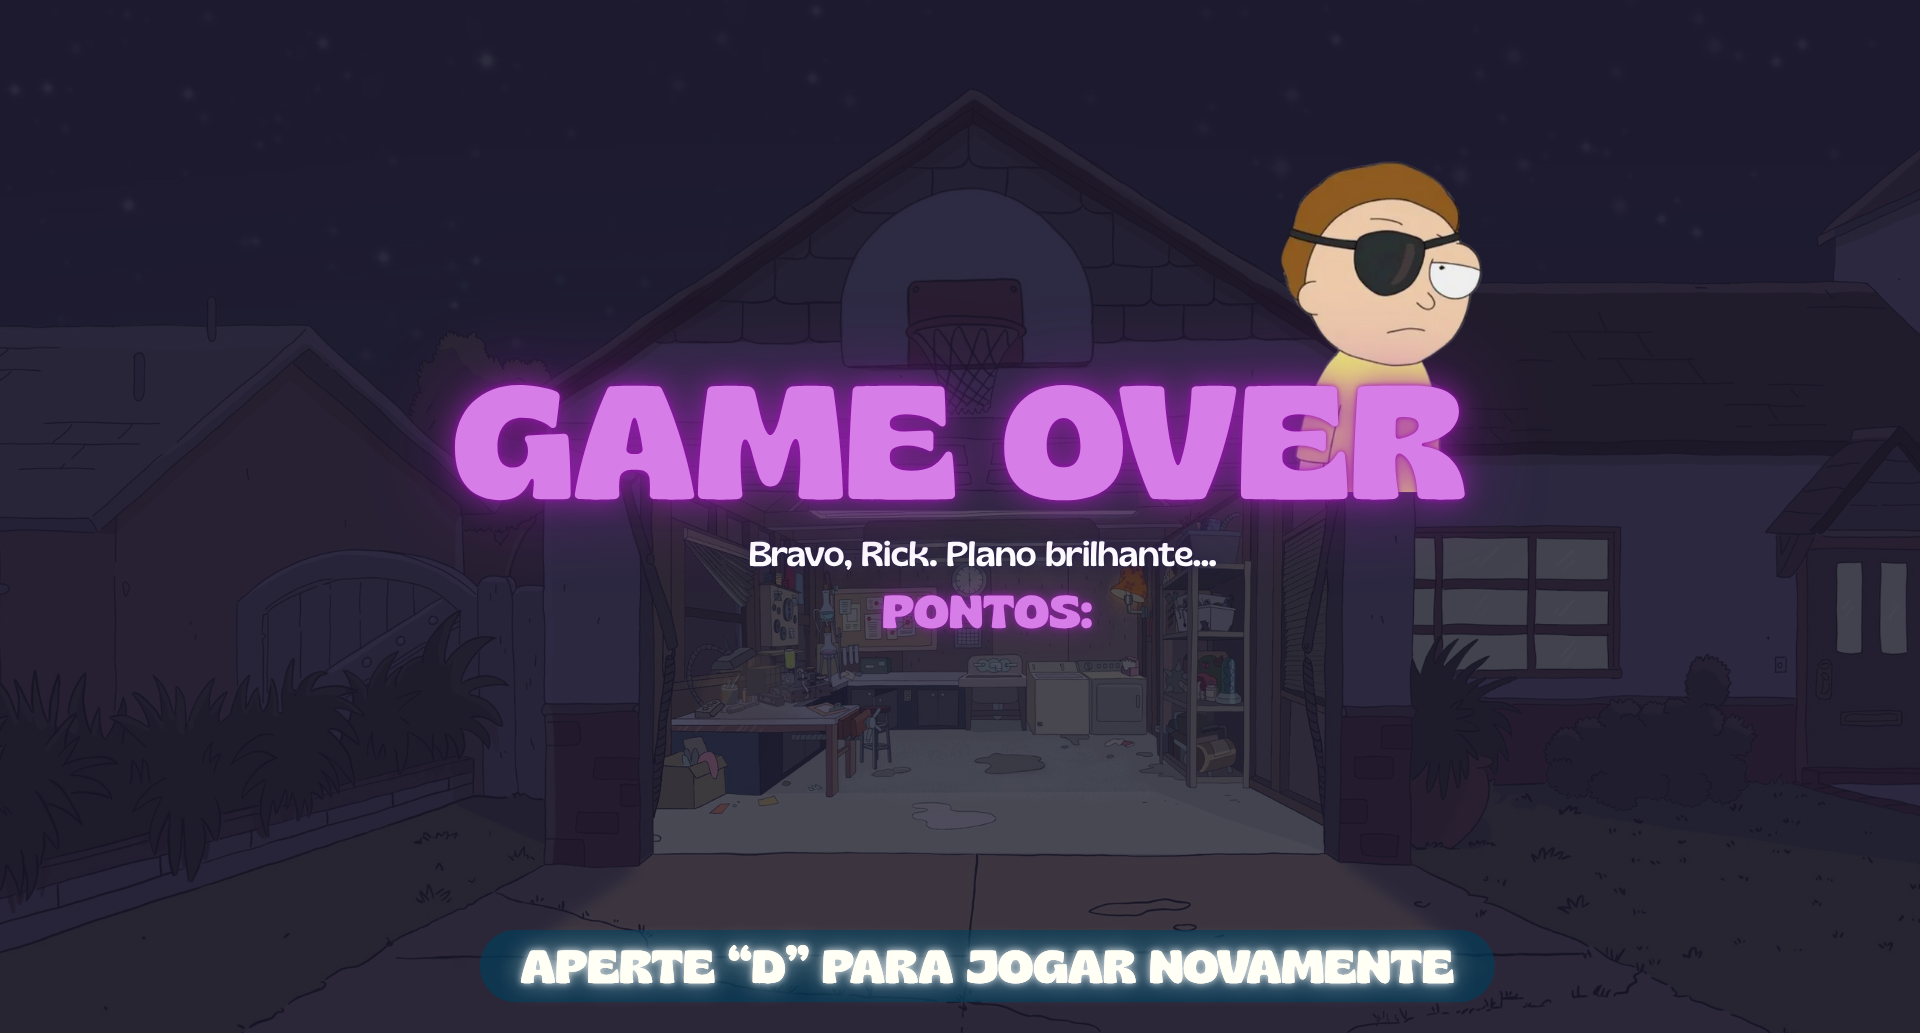 GAME OVER
Bravo, Rick. Plano brilhante...
PONTOS:
APERTE “D” PARA JOGAR NOVAMENTE